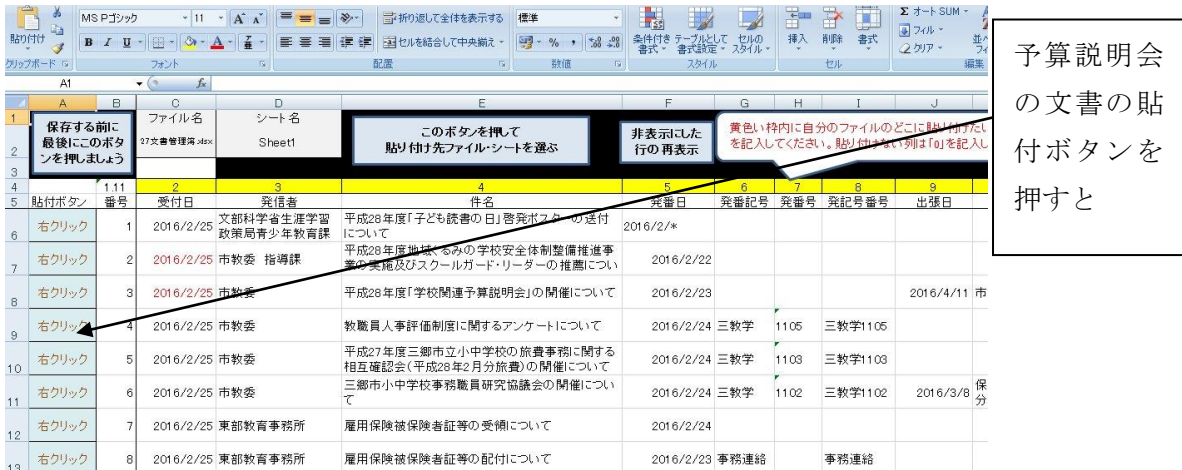 MS Pゴシック 11 A A 折り返して全体を表示する 標準 Σ オートSUM
貼り付け B I U A セルを結合して中央揃え % , 条件付き書式 テーブルとして書式設定 セルのスタイル 挿入 削除 書式 フィル クリア
クリップボード フォント 配置 数値 スタイル セル 編集
A1 fx
A B C D E F G H I J
1 保存する前に最後にこのボタンを押しましょう ファイル名 シート名 このボタンを押して貼り付け先ファイル・シートを選ぶ 非表示にした行の再表示 黄色い枠内に自分のファイルのどこに貼り付けたい
2 27文書管理簿.xlsx Sheet1 を記入してください。貼り付けない列は「0」を記入し
3
4 1.11 2 3 4 5 6 7 8 9
5 貼付ボタン 番号 受付日 発信者 件名 発番日 発番記号 発番号 発記号番号 出張日
6 右クリック 1 2016/2/25 文部科学省生涯学習政策局青少年教育課 平成28年度「子ども読書の日」啓発ポスターの送付について 2016/2/*
7 右クリック 2 2016/2/25 市教委 指導課 平成28年度地域ぐるみの学校安全体制整備推進事業の実施及びスクールガード・リーダーの推薦につい 2016/2/22
8 右クリック 3 2016/2/25 市教委 平成28年度「学校関連予算説明会」の開催について 2016/2/23 2016/4/11 市
9 右クリック 4 2016/2/25 市教委 教職員人事評価制度に関するアンケートについて 2016/2/24 三教学 1105 三教学1105
10 右クリック 5 2016/2/25 市教委 平成27年度三郷市立小中学校の旅費事務に関する相互確認会(平成28年2月分旅費)の開催について 2016/2/24 三教学 1103 三教学1103
11 右クリック 6 2016/2/25 市教委 三郷市小中学校事務職員研究協議会の開催について 2016/2/24 三教学 1102 三教学1102 2016/3/8 保分
12 右クリック 7 2016/2/25 東部教育事務所 雇用保険被保険者証等の受領について 2016/2/24
13 右クリック 8 2016/2/25 東部教育事務所 雇用保険被保険者証等の配付について 2016/2/23 事務連絡 事務連絡
予算説明会
の文書の貼
付ボタンを
押すと